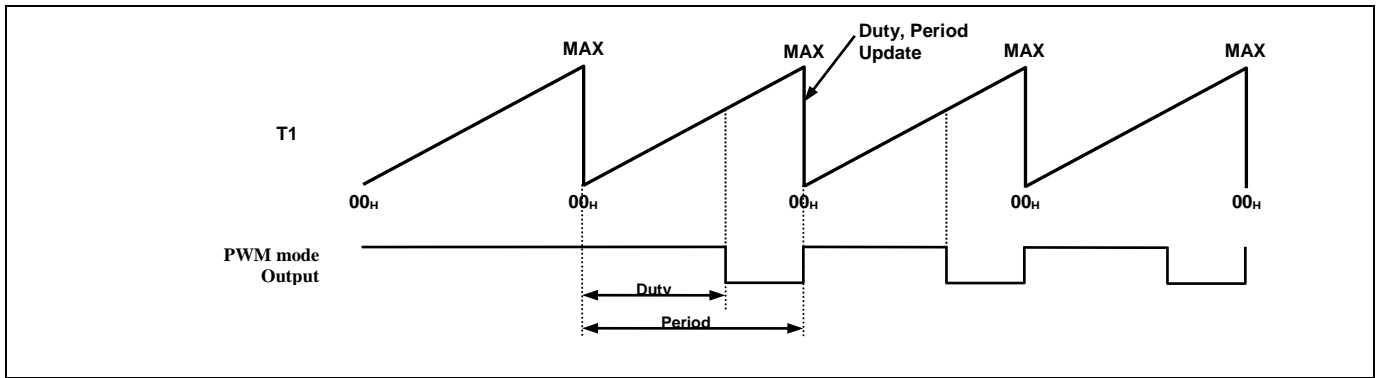 Duty, Period
Update
MAX
MAX
MAX
MAX
T1
00H
00H
00H
00H
00H
PWM mode
Output
Duty
Period